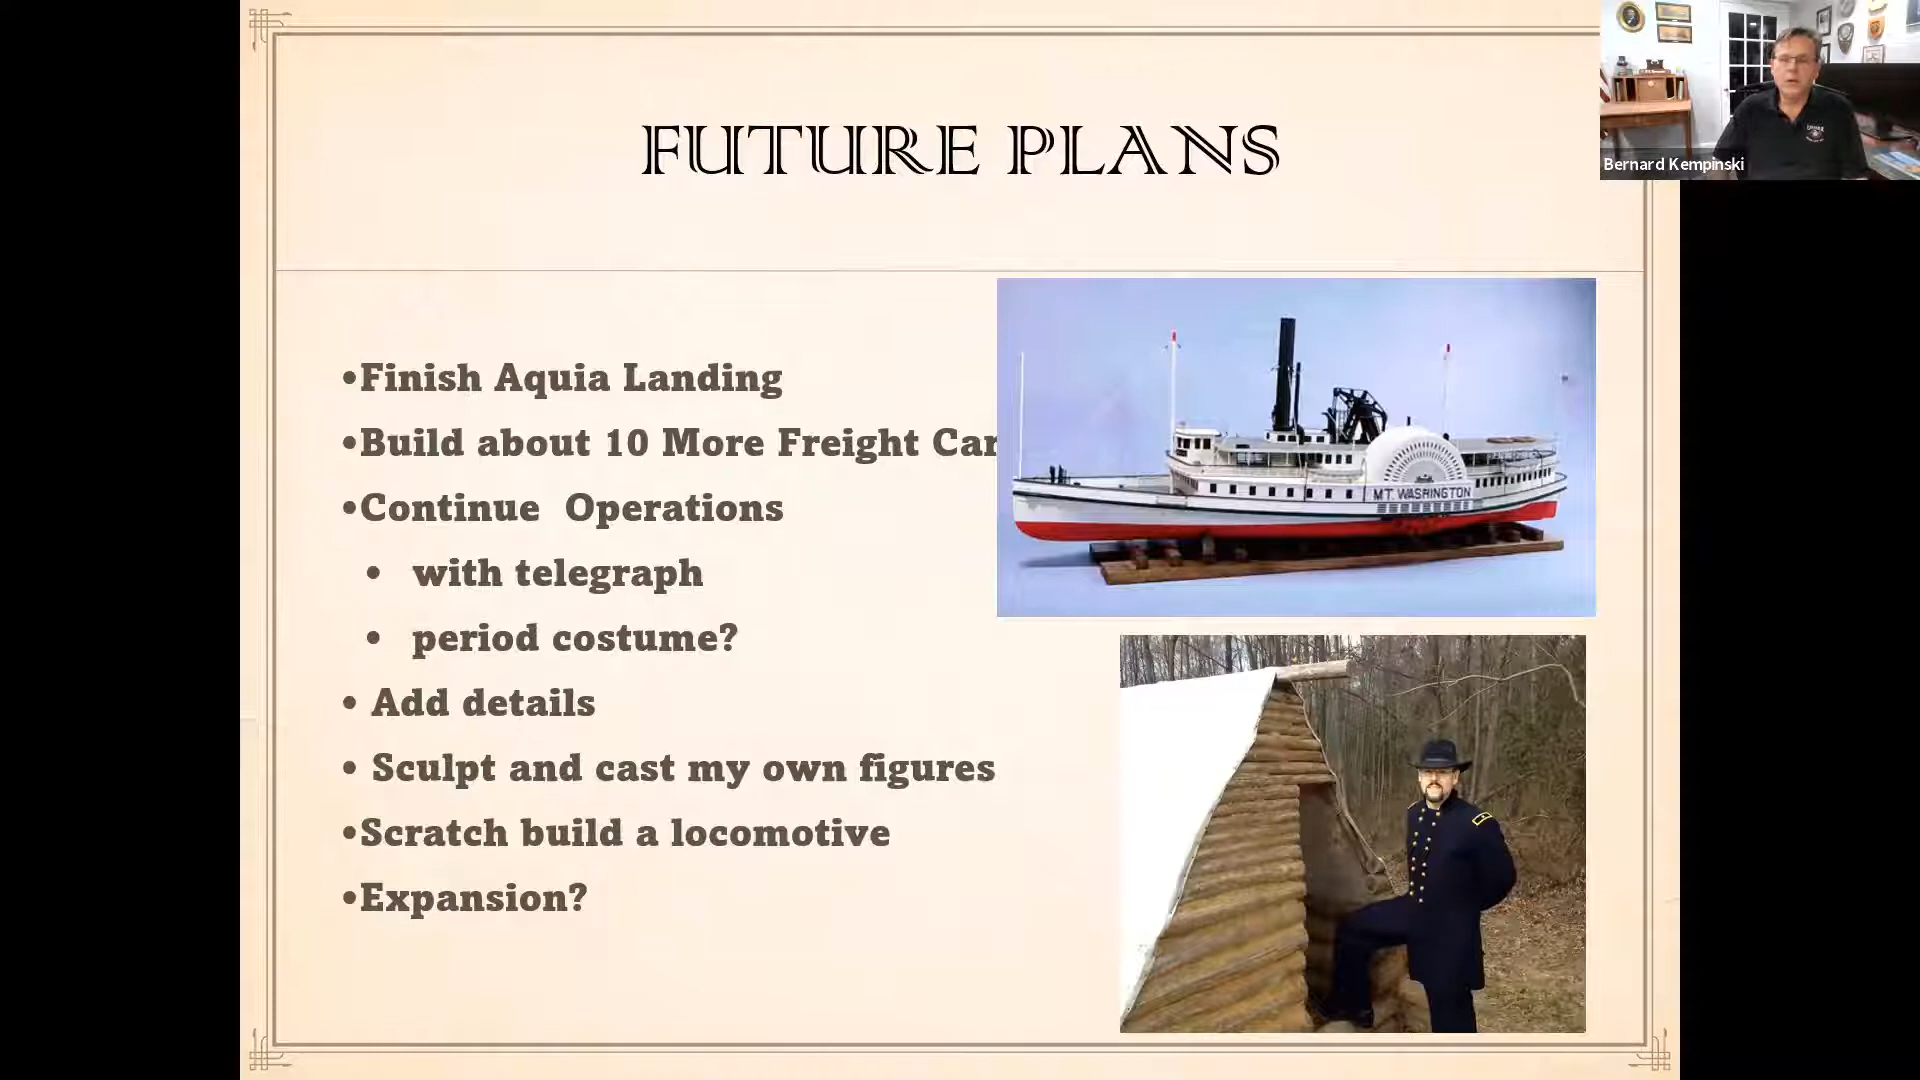 FUTURE PLANS
Bernard Kempinski
•Finish Aquia Landing
•Build about 10 More Freight Car
•Continue Operations
• with telegraph
• period costume?
• Add details
• Sculpt and cast my own figures
•Scratch build a locomotive
•Expansion?
MT. WASHINGTON